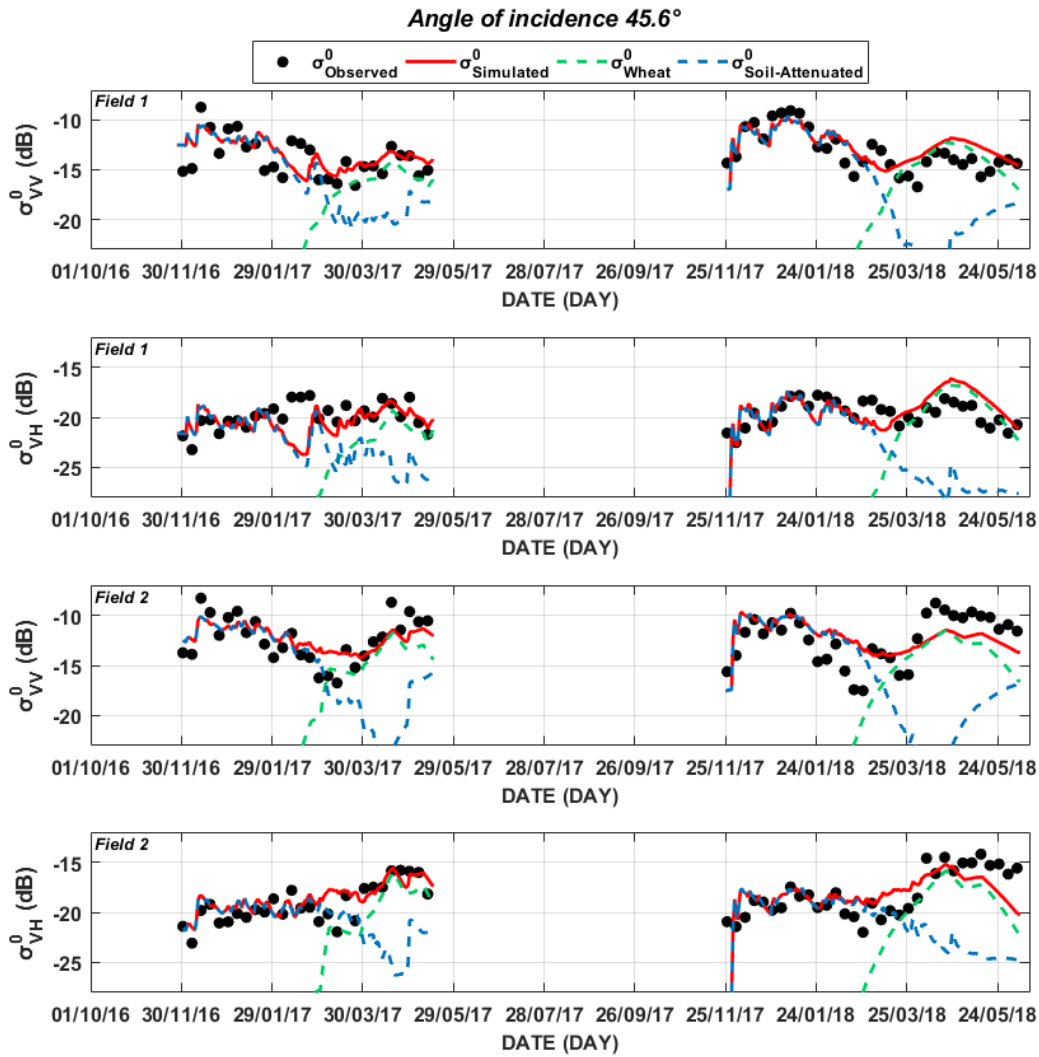 Angle of incidence 45.6°
σ⁰Observed σ⁰Simulated σ⁰Wheat σ⁰Soil-Attenuated
Field 1
σ⁰VV (dB)
-10
-15
-20
01/10/16 30/11/16 29/01/17 30/03/17 29/05/17 28/07/17 26/09/17 25/11/17 24/01/18 25/03/18 24/05/18
DATE (DAY)
Field 1
σ⁰VH (dB)
-15
-20
-25
01/10/16 30/11/16 29/01/17 30/03/17 29/05/17 28/07/17 26/09/17 25/11/17 24/01/18 25/03/18 24/05/18
DATE (DAY)
Field 2
σ⁰VV (dB)
-10
-15
-20
01/10/16 30/11/16 29/01/17 30/03/17 29/05/17 28/07/17 26/09/17 25/11/17 24/01/18 25/03/18 24/05/18
DATE (DAY)
Field 2
σ⁰VH (dB)
-15
-20
-25
01/10/16 30/11/16 29/01/17 30/03/17 29/05/17 28/07/17 26/09/17 25/11/17 24/01/18 25/03/18 24/05/18
DATE (DAY)